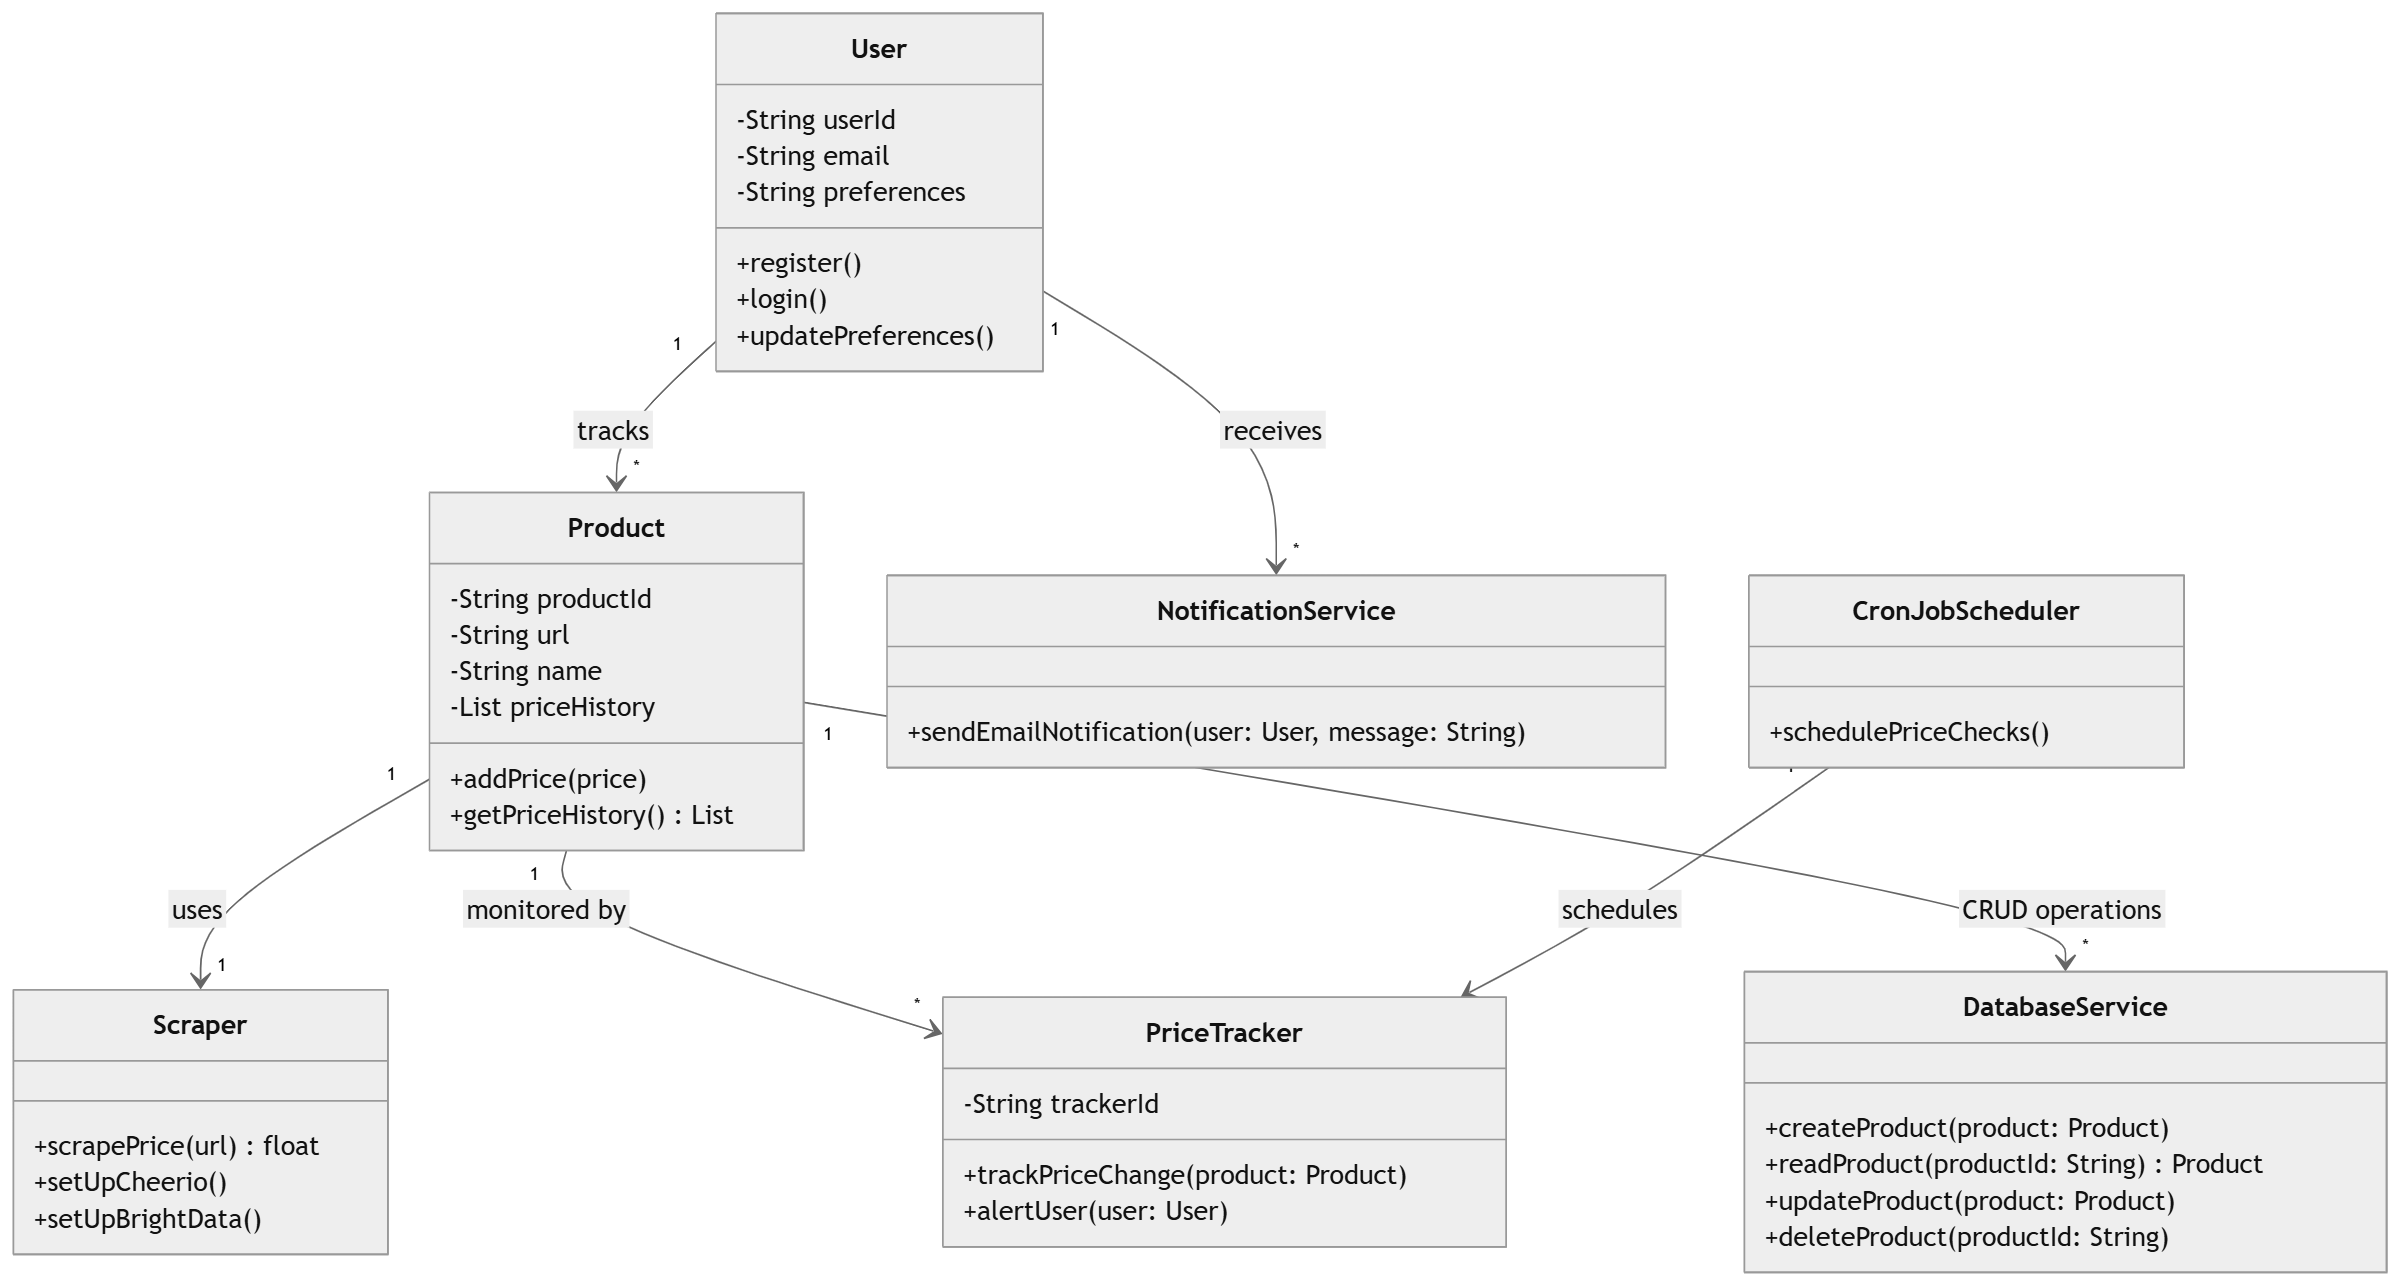 User
-String userId
-String email
-String preferences
+register()
+login()
+updatePreferences()
1
1
tracks
*
receives
*
Product
-String productId
-String url
-String name
-List priceHistory
+addPrice(price)
+getPriceHistory() : List
1
1
1
NotificationService
+sendEmailNotification(user: User, message: String)
CronJobScheduler
+schedulePriceChecks()
uses
1
monitored by
*
schedules
CRUD operations
*
Scraper
+scrapePrice(url) : float
+setUpCheerio()
+setUpBrightData()
PriceTracker
-String trackerId
+trackPriceChange(product: Product)
+alertUser(user: User)
DatabaseService
+createProduct(product: Product)
+readProduct(productId: String) : Product
+updateProduct(product: Product)
+deleteProduct(productId: String)